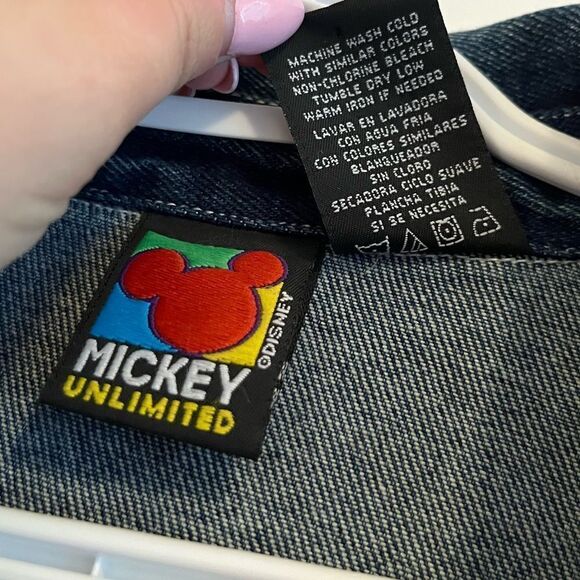 MACHINE WASH COLD
WITH SIMILAR COLORS
NON-CHLORINE BLEACH
TUMBLE DRY LOW
WARM IRON IF NEEDED
LAVAR EN LAVADORA
CON AGUA FRIA
CON COLORES SIMILARES
BLANQUEADOR
SIN CLORO
SECADORA CICLO SUAVE
PLANCHA TIBIA
SI SE NECESITA
©DISNEY
MICKEY
UNLIMITED